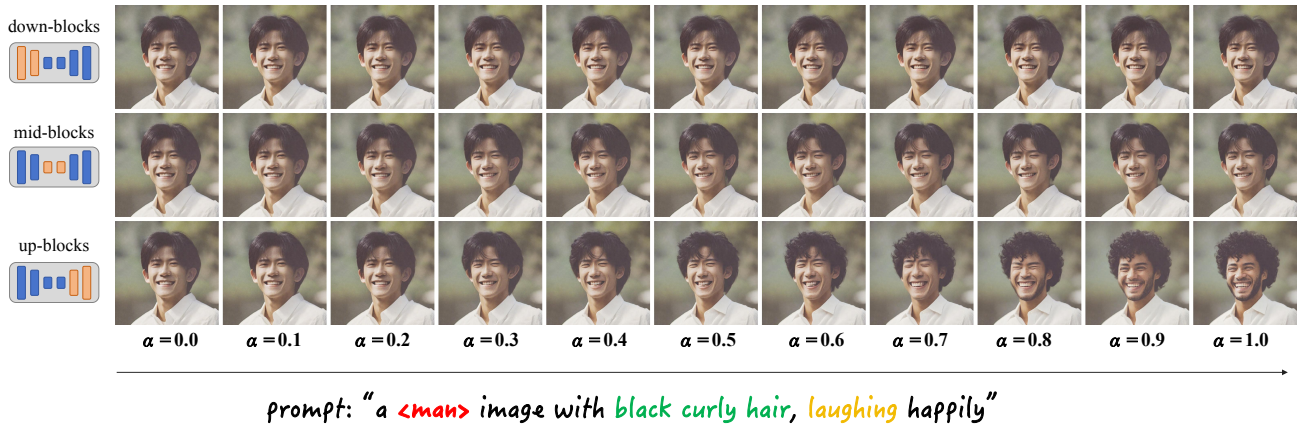 down-blocks
mid-blocks
up-blocks
α = 0.0 α = 0.1 α = 0.2 α = 0.3 α = 0.4 α = 0.5 α = 0.6 α = 0.7 α = 0.8 α = 0.9 α = 1.0
prompt: “a <man> image with black curly hair, laughing happily”